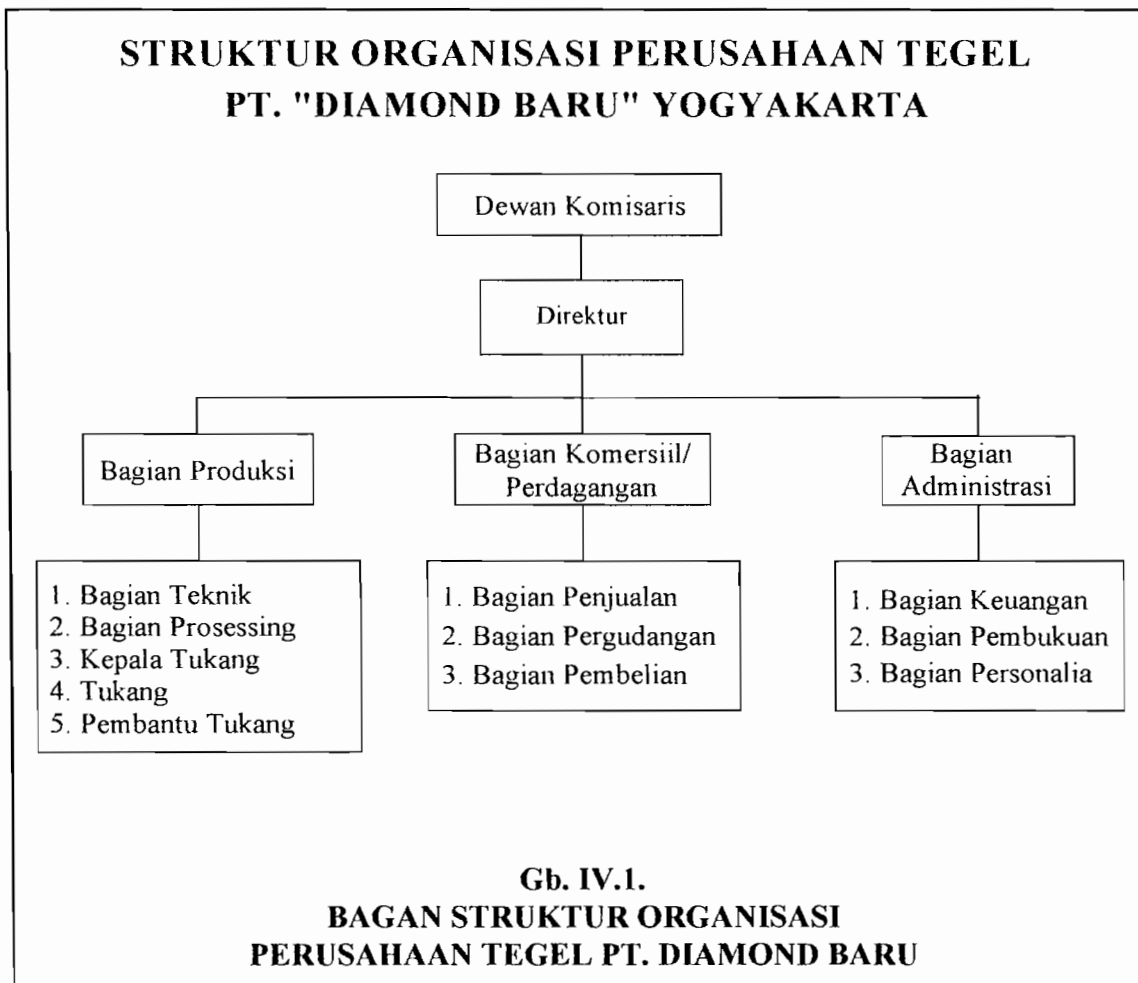 STRUKTUR ORGANISASI PERUSAHAAN TEGEL
PT. "DIAMOND BARU" YOGYAKARTA
Dewan Komisaris
Direktur
Bagian Produksi
Bagian Komersiil/
Perdagangan
Bagian
Administrasi
1. Bagian Teknik
2. Bagian Prosessing
3. Kepala Tukang
4. Tukang
5. Pembantu Tukang
1. Bagian Penjualan
2. Bagian Pergudangan
3. Bagian Pembelian
1. Bagian Keuangan
2. Bagian Pembukuan
3. Bagian Personalia
Gb. IV.1.
BAGAN STRUKTUR ORGANISASI
PERUSAHAAN TEGEL PT. DIAMOND BARU